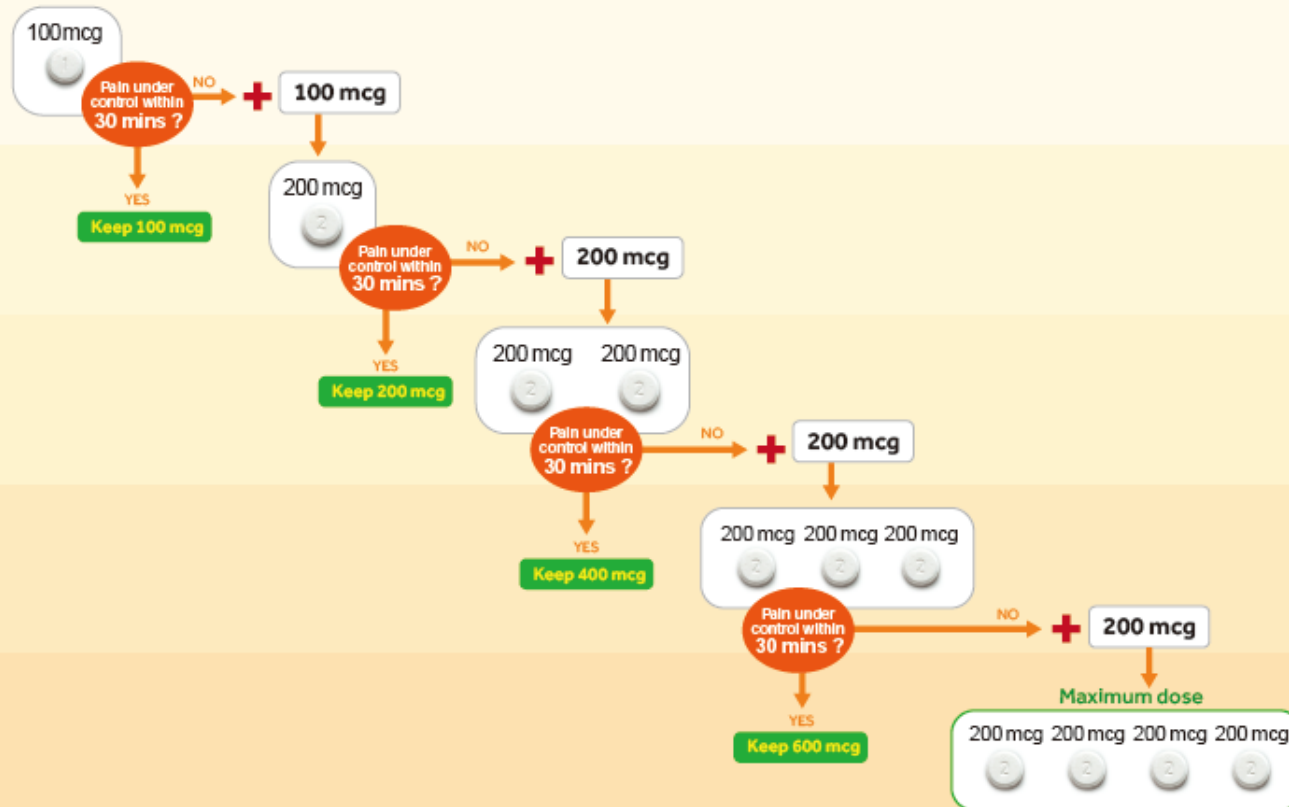 100mcg
1
Pain under
control within
30 mins ?
NO
+
100 mcg
YES
Keep 100 mcg
200 mcg
2
Pain under
control within
30 mins ?
NO
+
200 mcg
YES
Keep 200 mcg
200 mcg 200 mcg
2 2
Pain under
control within
30 mins ?
NO
+
200 mcg
YES
Keep 400 mcg
200 mcg 200 mcg 200 mcg
2 2 2
Pain under
control within
30 mins ?
NO
+
200 mcg
YES
Keep 600 mcg
Maximum dose
200 mcg 200 mcg 200 mcg 200 mcg
2 2 2 2